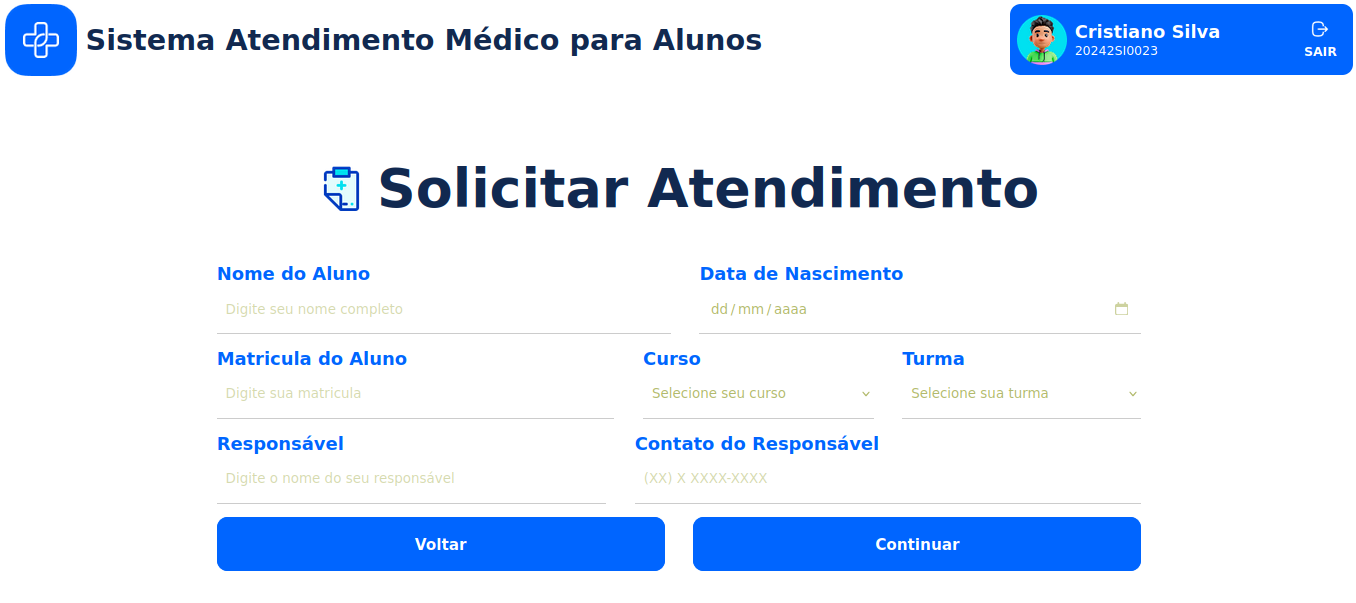 Sistema Atendimento Médico para Alunos
Cristiano Silva
20242SI0023
SAIR
Solicitar Atendimento
Nome do Aluno
Data de Nascimento
Digite seu nome completo
dd/mm/aaaa
Matricula do Aluno
Curso
Turma
Digite sua matricula
Selecione seu curso
Selecione sua turma
Responsável
Contato do Responsável
Digite o nome do seu responsável
(XX) X XXXX-XXXX
Voltar
Continuar